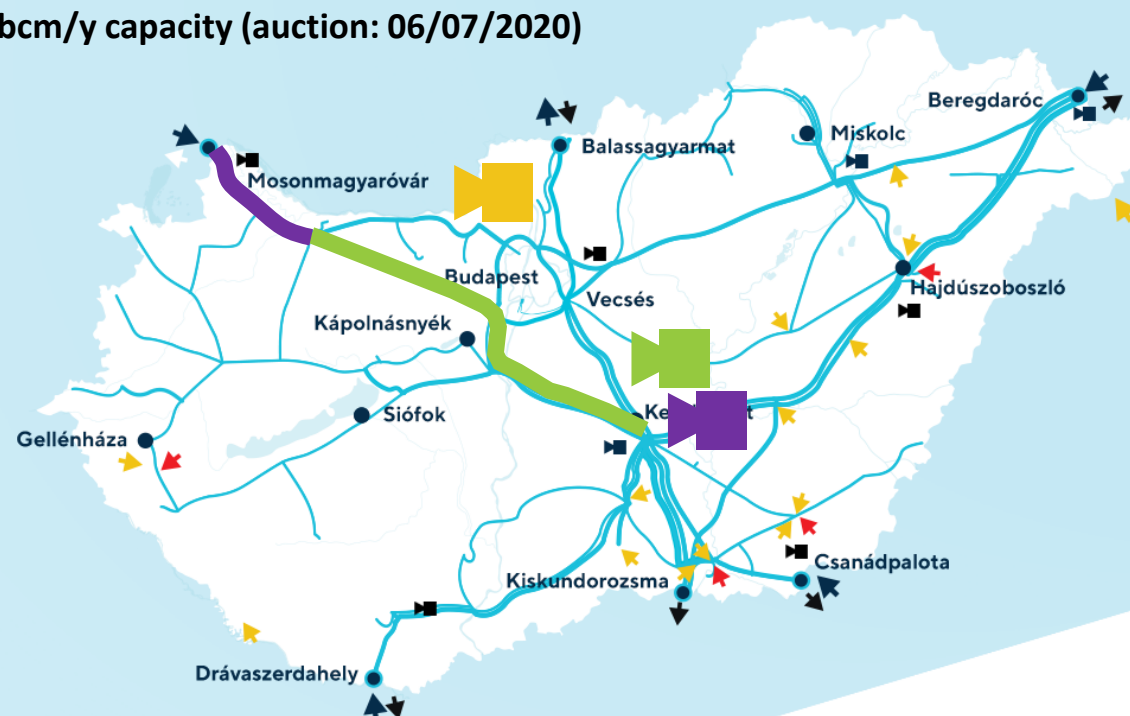 bcm/y capacity (auction: 06/07/2020)
Beregdaróc
Miskolc
Balassagyarmat
Mosonmagyaróvár
Budapest
Hajdúszoboszló
Vecsés
Kápolnásnyék
Siófok
Gellénháza
Csanádpalota
Kiskundorozsma
Drávaszerdahely